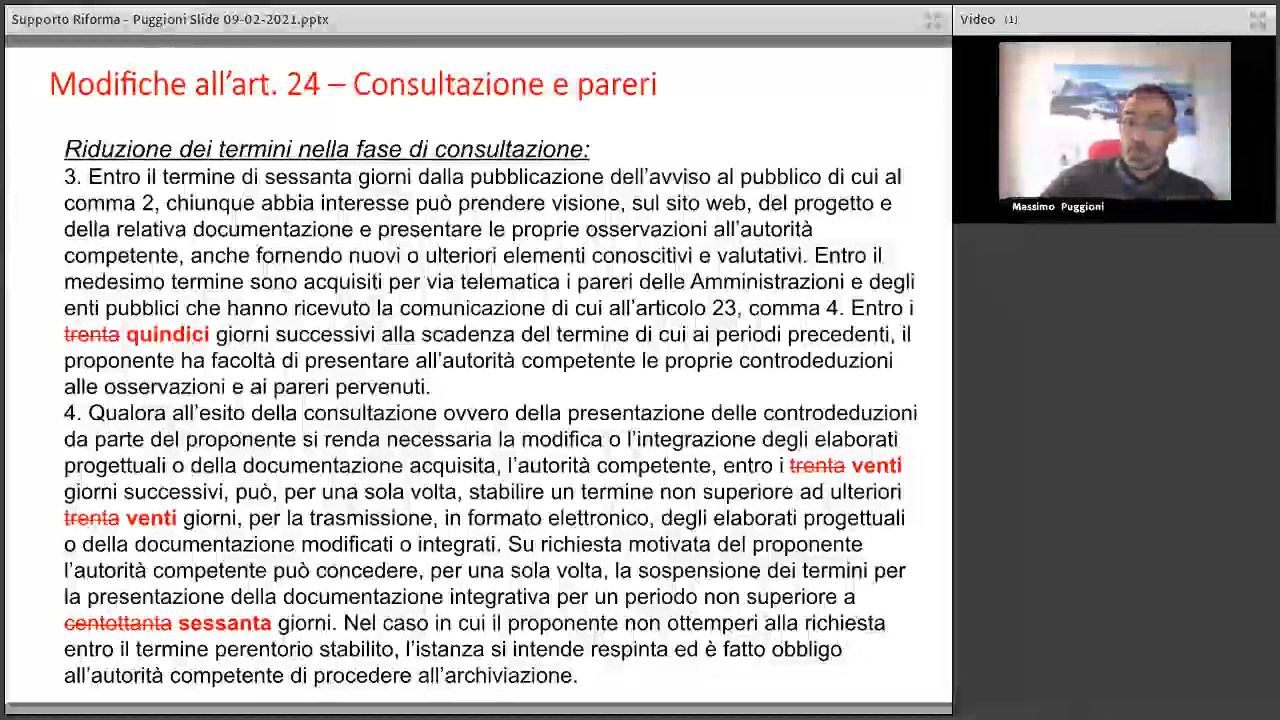 Supporto Riforma - Puggioni Slide 09-02-2021.pptx
Video (1)
Modifiche all’art. 24 – Consultazione e pareri
Massimo Puggioni
Riduzione dei termini nella fase di consultazione:
3. Entro il termine di sessanta giorni dalla pubblicazione dell’avviso al pubblico di cui al
comma 2, chiunque abbia interesse può prendere visione, sul sito web, del progetto e
della relativa documentazione e presentare le proprie osservazioni all’autorità
competente, anche fornendo nuovi o ulteriori elementi conoscitivi e valutativi. Entro il
medesimo termine sono acquisiti per via telematica i pareri delle Amministrazioni e degli
enti pubblici che hanno ricevuto la comunicazione di cui all’articolo 23, comma 4. Entro i
trenta quindici giorni successivi alla scadenza del termine di cui ai periodi precedenti, il
proponente ha facoltà di presentare all’autorità competente le proprie controdeduzioni
alle osservazioni e ai pareri pervenuti.
4. Qualora all’esito della consultazione ovvero della presentazione delle controdeduzioni
da parte del proponente si renda necessaria la modifica o l’integrazione degli elaborati
progettuali o della documentazione acquisita, l’autorità competente, entro i trenta venti
giorni successivi, può, per una sola volta, stabilire un termine non superiore ad ulteriori
trenta venti giorni, per la trasmissione, in formato elettronico, degli elaborati progettuali
o della documentazione modificati o integrati. Su richiesta motivata del proponente
l’autorità competente può concedere, per una sola volta, la sospensione dei termini per
la presentazione della documentazione integrativa per un periodo non superiore a
centottanta sessanta giorni. Nel caso in cui il proponente non ottemperi alla richiesta
entro il termine perentorio stabilito, l’istanza si intende respinta ed è fatto obbligo
all’autorità competente di procedere all’archiviazione.